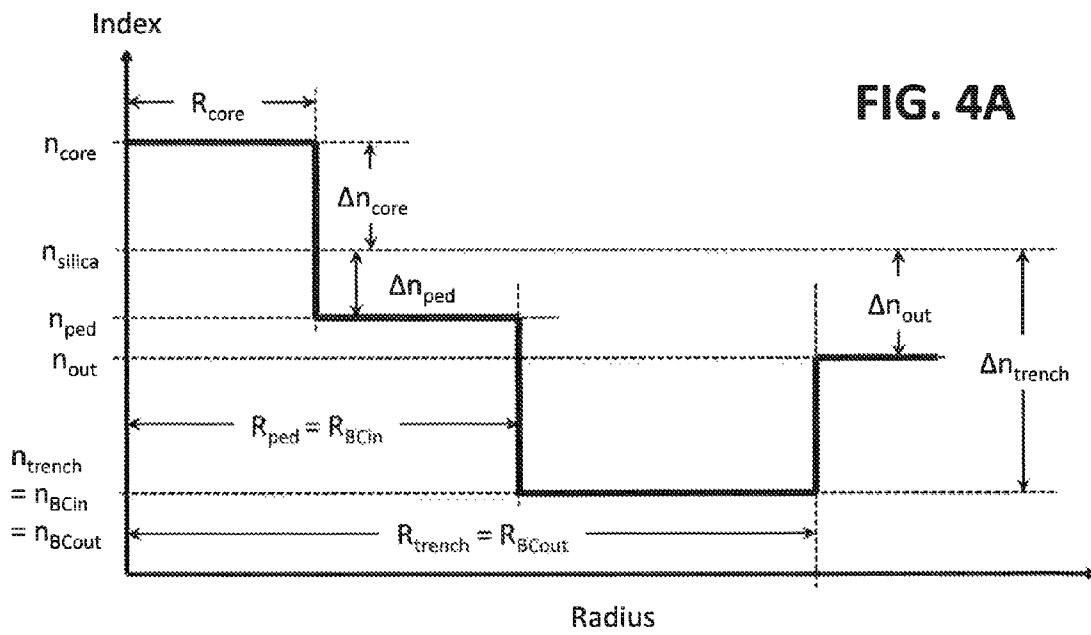 Index
FIG. 4A
R_core
n_core
Δn_core
n_silica
Δn_ped
n_ped
Δn_out
n_out
Δn_trench
R_ped = R_BCin
n_trench
= n_BCin
= n_BCout
R_trench = R_BCout
Radius